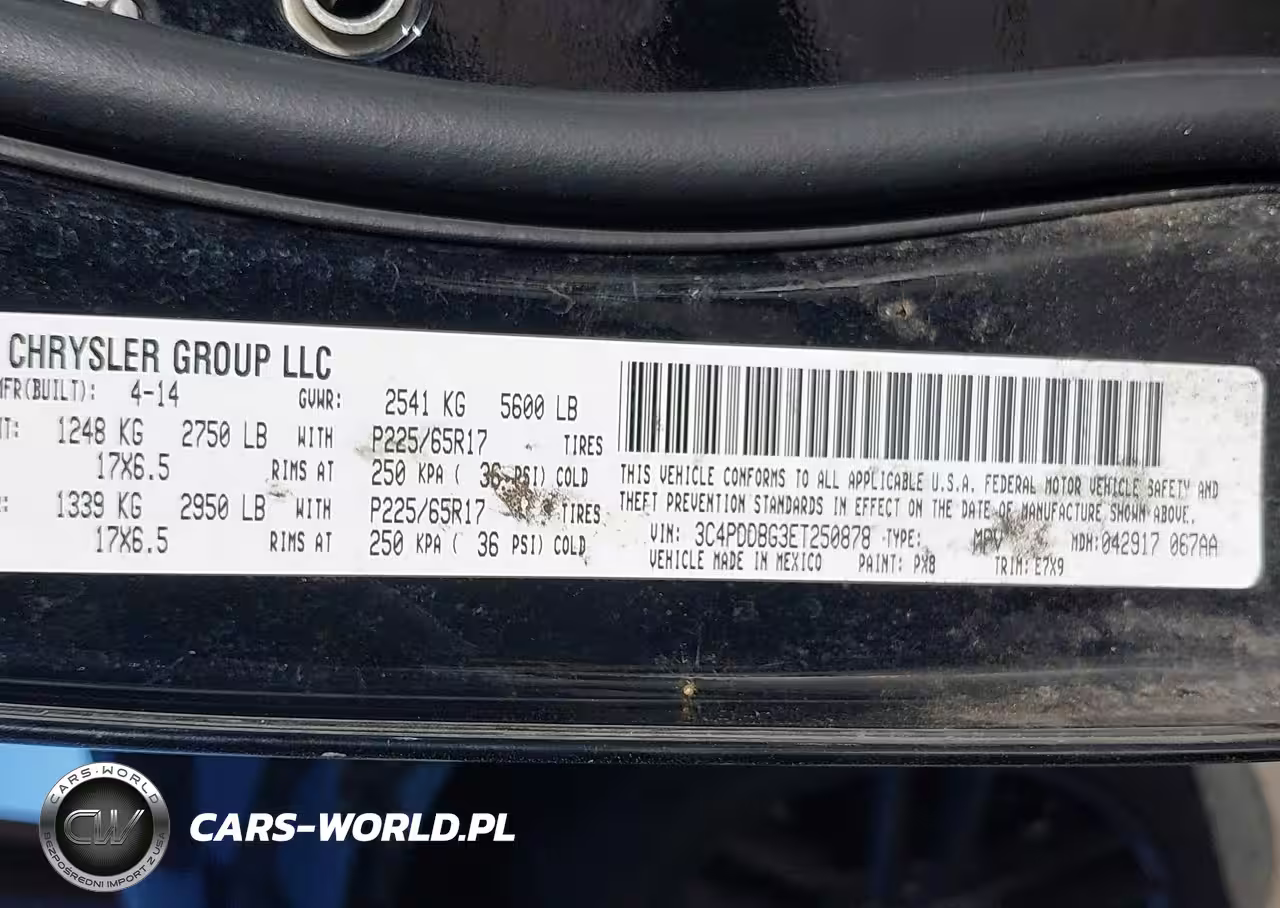 CHRYSLER GROUP LLC
MFR(BUILT): 4-14 GVWR: 2541 KG 5600 LB
1248 KG 2750 LB WITH P225/65R17 TIRES
17X6.5 RIMS AT 250 KPA ( 36 PSI) COLD
1339 KG 2950 LB WITH P225/65R17 TIRES
17X6.5 RIMS AT 250 KPA ( 36 PSI) COLD
THIS VEHICLE CONFORMS TO ALL APPLICABLE U.S.A. FEDERAL MOTOR VEHICLE SAFETY AND
THEFT PREVENTION STANDARDS IN EFFECT ON THE DATE OF MANUFACTURE SHOWN ABOVE.
VIN: 3C4PDDBG3ET250878 TYPE: MPV MDH:042917 067AA
VEHICLE MADE IN MEXICO PAINT: PX8 TRIM: E7X9
CARS-WORLD
CW
BEZPOŚREDNI IMPORT Z USA
CARS-WORLD.PL